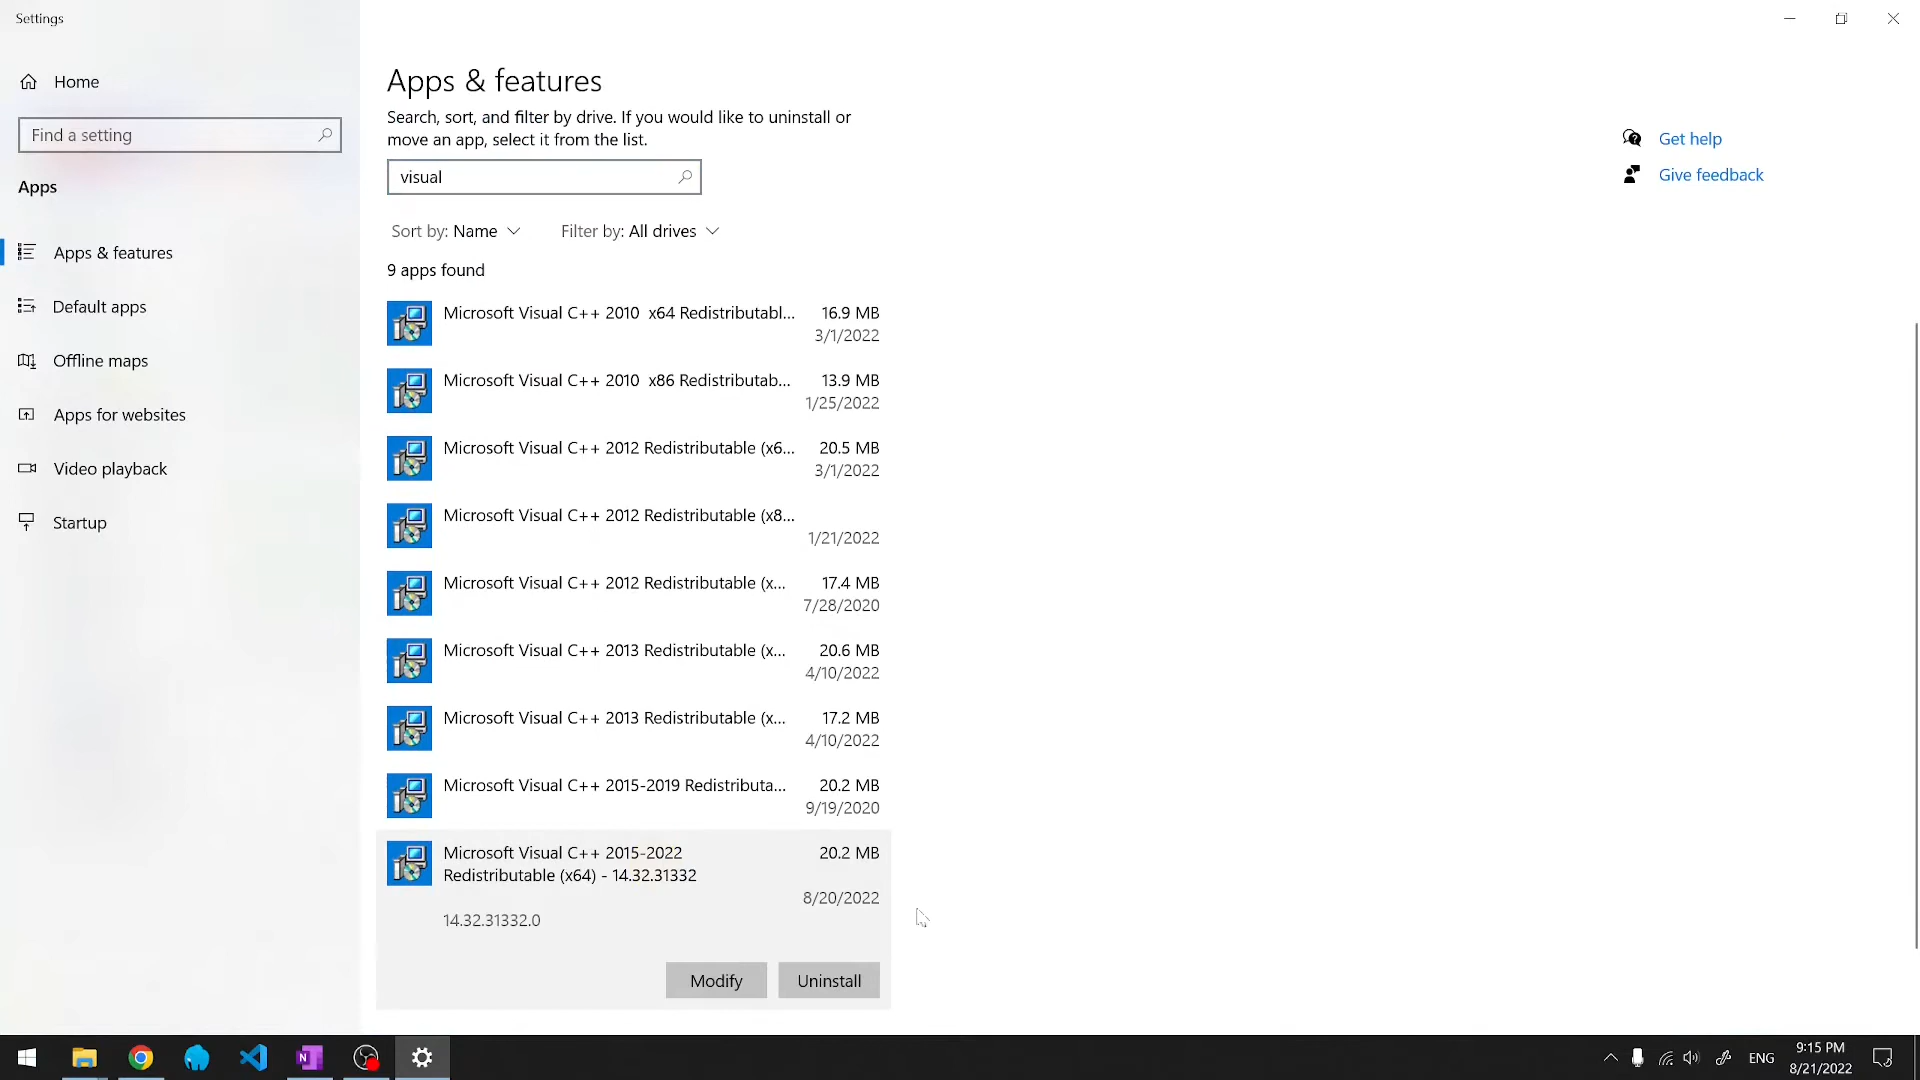 Settings
Home
Find a setting
Apps
Apps & features
Default apps
Offline maps
Apps for websites
Video playback
Startup
Apps & features
Search, sort, and filter by drive. If you would like to uninstall or
move an app, select it from the list.
visual
Sort by: Name
Filter by: All drives
9 apps found
Microsoft Visual C++ 2010  x64 Redistributabl... 16.9 MB
3/1/2022
Microsoft Visual C++ 2010  x86 Redistributab... 13.9 MB
1/25/2022
Microsoft Visual C++ 2012 Redistributable (x6... 20.5 MB
3/1/2022
Microsoft Visual C++ 2012 Redistributable (x8...
1/21/2022
Microsoft Visual C++ 2012 Redistributable (x... 17.4 MB
7/28/2020
Microsoft Visual C++ 2013 Redistributable (x... 20.6 MB
4/10/2022
Microsoft Visual C++ 2013 Redistributable (x... 17.2 MB
4/10/2022
Microsoft Visual C++ 2015-2019 Redistributa... 20.2 MB
9/19/2020
Microsoft Visual C++ 2015-2022 20.2 MB
Redistributable (x64) - 14.32.31332
8/20/2022
14.32.31332.0
Modify
Uninstall
Get help
Give feedback
N
ENG
9:15 PM
8/21/2022